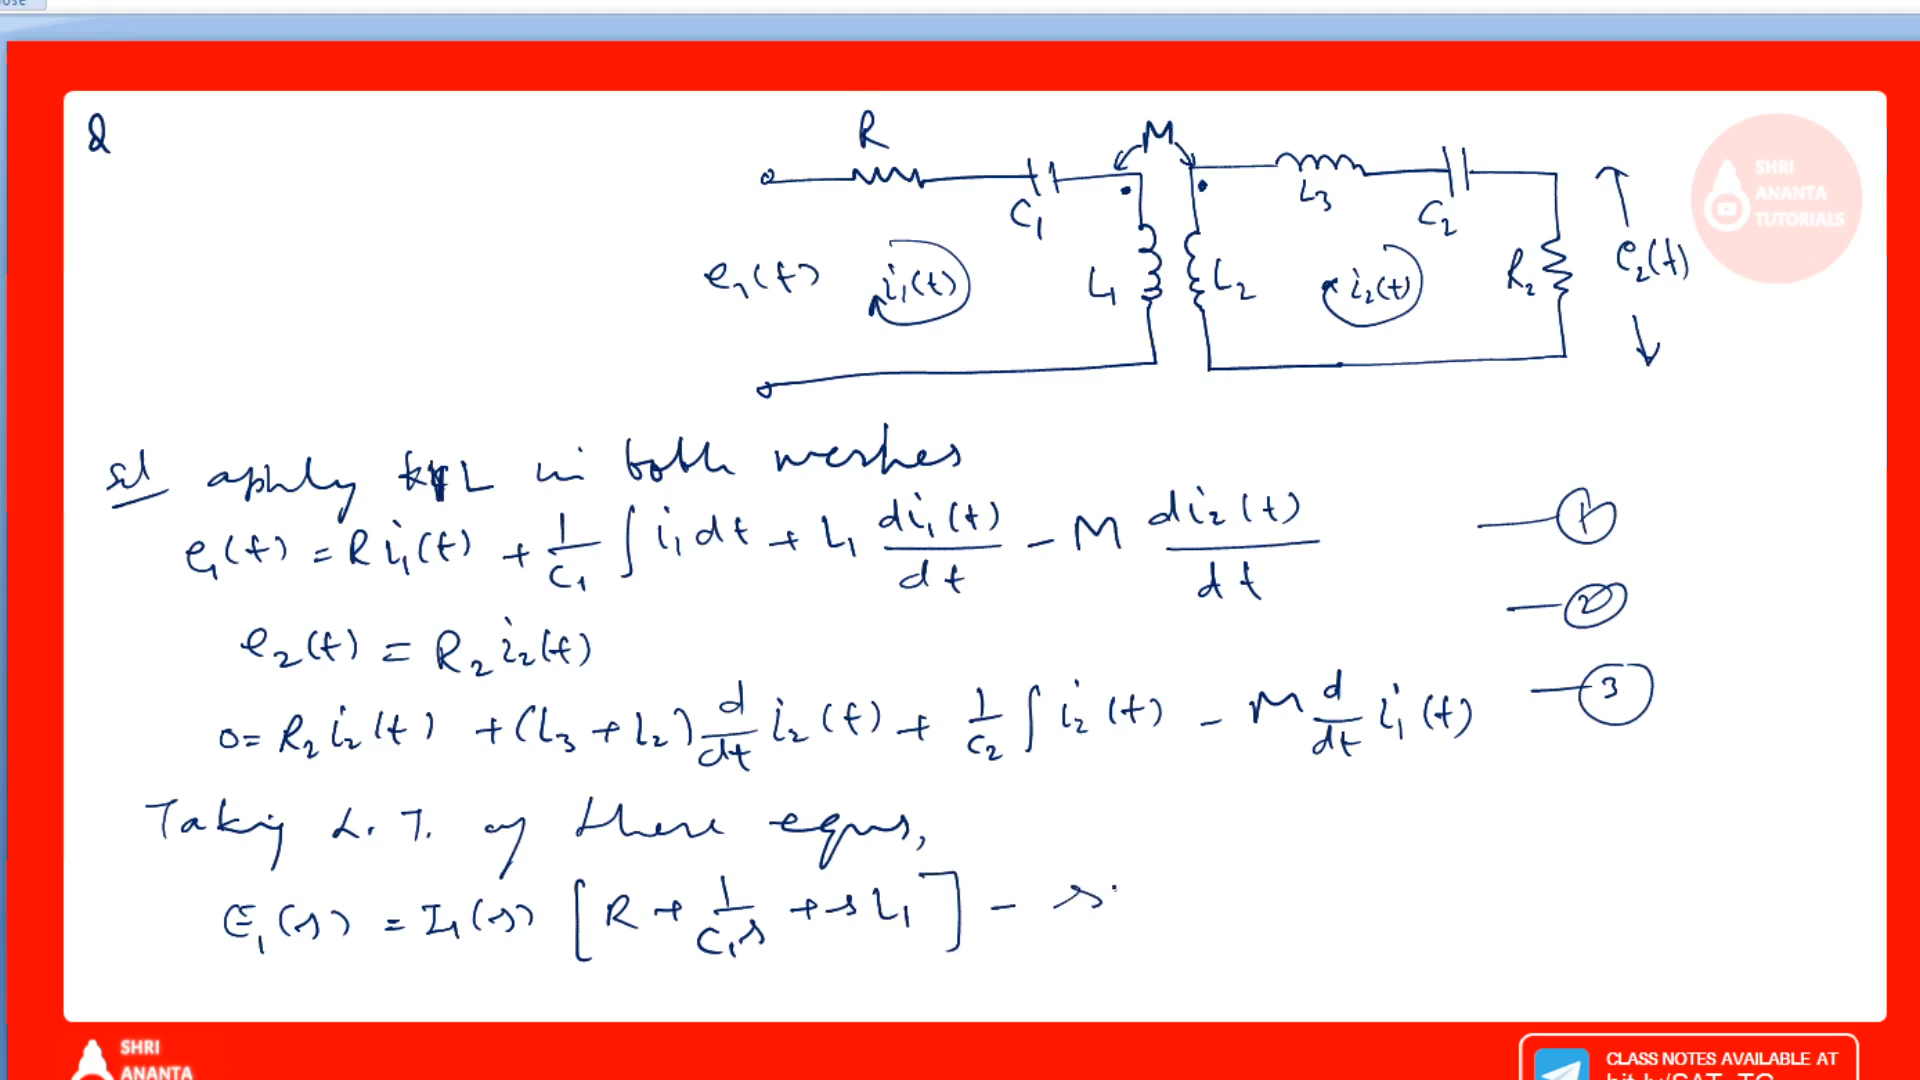 Q
R
M
C₁
L₃
C₂
SHRI
ANANTA
TUTORIALS
e₁(t)
i₁(t)
L₁
L₂
i₂(t)
R₂
e₂(t)
Sol apply KVL in both meshes
e₁(t) = R i₁(t) + 1/C₁ ∫ i₁ dt + L₁ di₁(t)/dt - M di₂(t)/dt — ①
e₂(t) = R₂ i₂(t) — ②
0 = R₂ i₂(t) + (L₃ + L₂) d/dt i₂(t) + 1/C₂ ∫ i₂(t) - M d/dt i₁(t) — ③
Taking L.T. of these equns,
E₁(s) = I₁(s) [R + 1/C₁s + sL₁] - s
SHRI
ANANTA
CLASS NOTES AVAILABLE AT